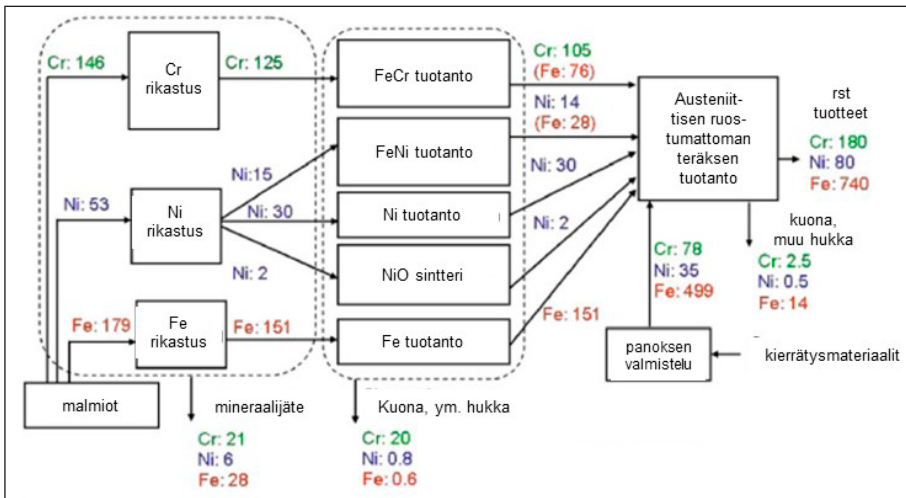 Cr: 146
Cr
rikastus
Cr: 125
FeCr tuotanto
Cr: 105
(Fe: 76)
Ni: 14
(Fe: 28)
FeNi tuotanto
Ni:15
Ni: 53
Ni
rikastus
Ni: 30
Ni tuotanto
Ni: 30
Ni: 2
NiO sintteri
Ni: 2
Fe: 179
Fe
rikastus
Fe: 151
Fe tuotanto
Fe: 151
Austeniit-
tisen ruos-
tumattoman
teräksen
tuotanto
rst
tuotteet
Cr: 180
Ni: 80
Fe: 740
kuona,
muu hukka
Cr: 2.5
Ni: 0.5
Fe: 14
Cr: 78
Ni: 35
Fe: 499
panoksen
valmistelu
kierrätysmateriaalit
malmiot
mineraalijäte
Cr: 21
Ni: 6
Fe: 28
Kuona, ym. hukka
Cr: 20
Ni: 0.8
Fe: 0.6